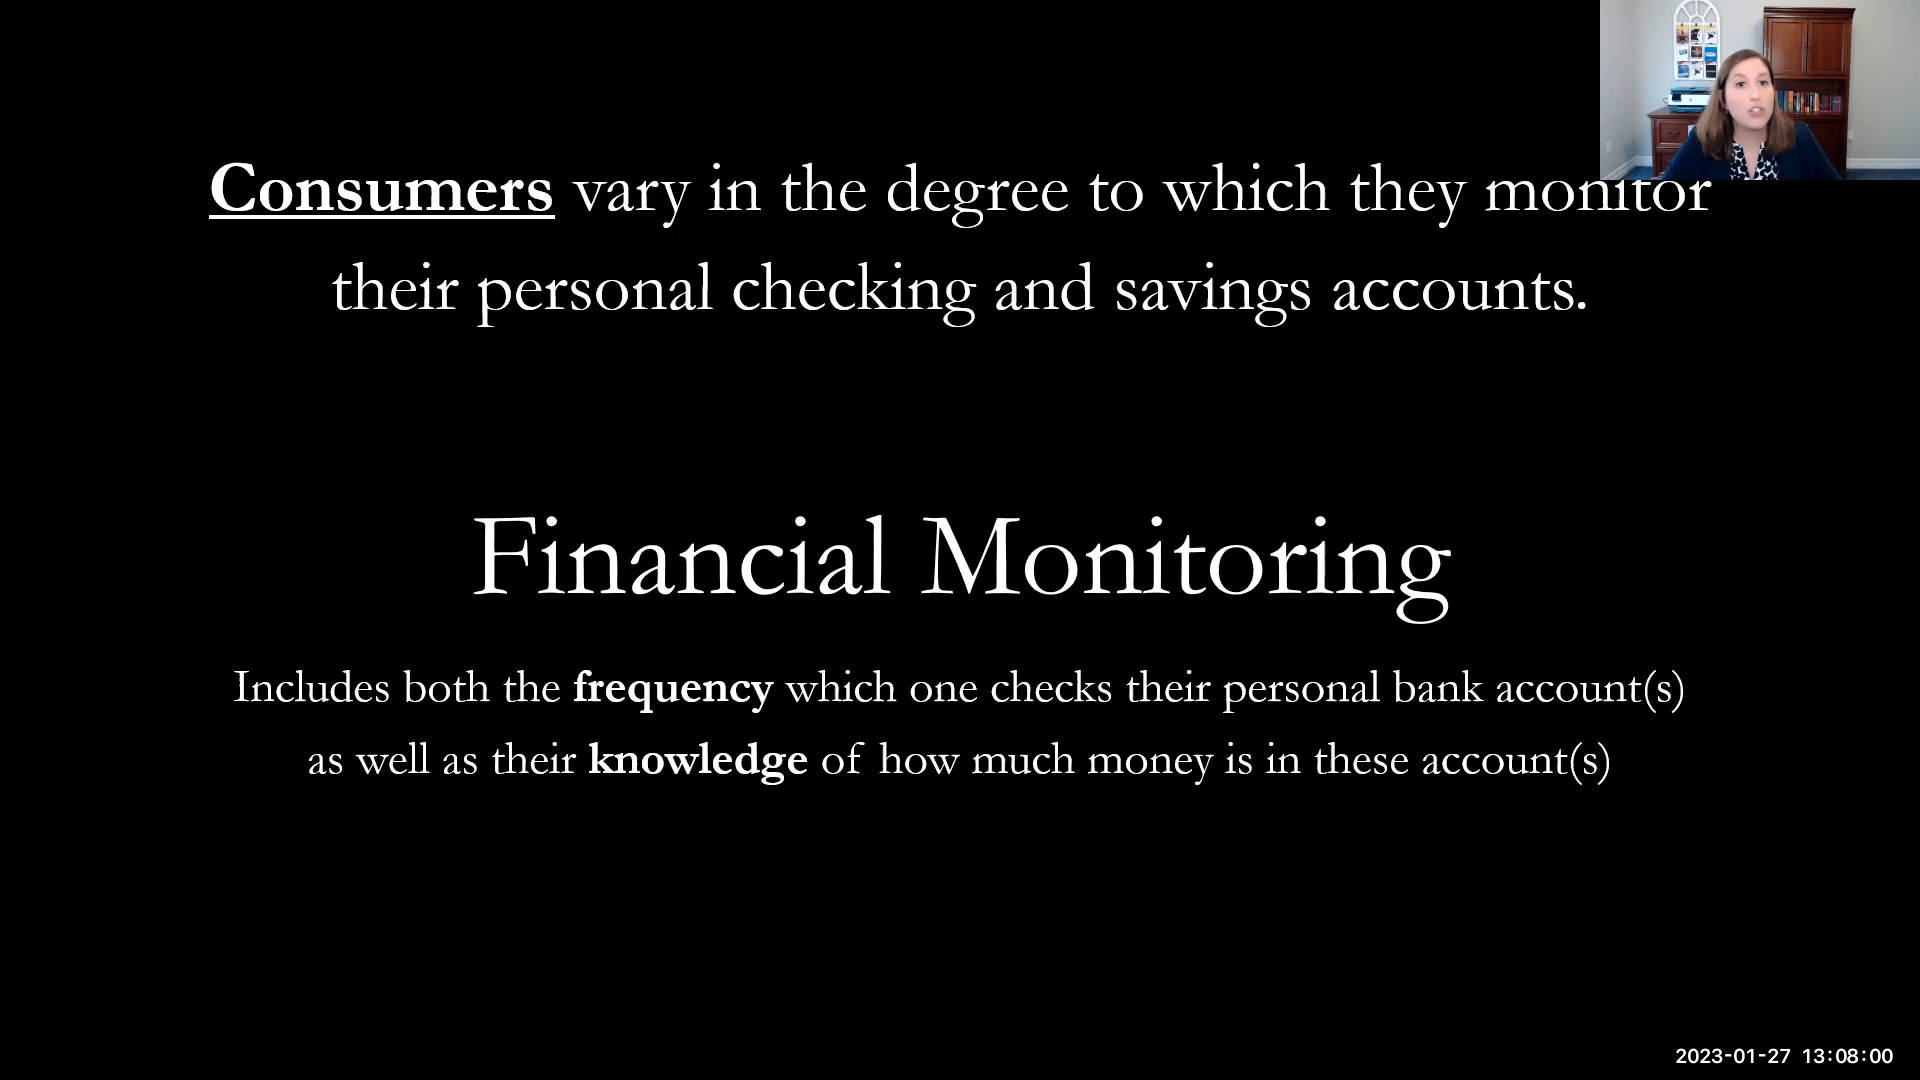 Consumers vary in the degree to which they monitor
their personal checking and savings accounts.
Financial Monitoring
Includes both the frequency which one checks their personal bank account(s)
as well as their knowledge of how much money is in these account(s)
2023-01-27 13:08:00